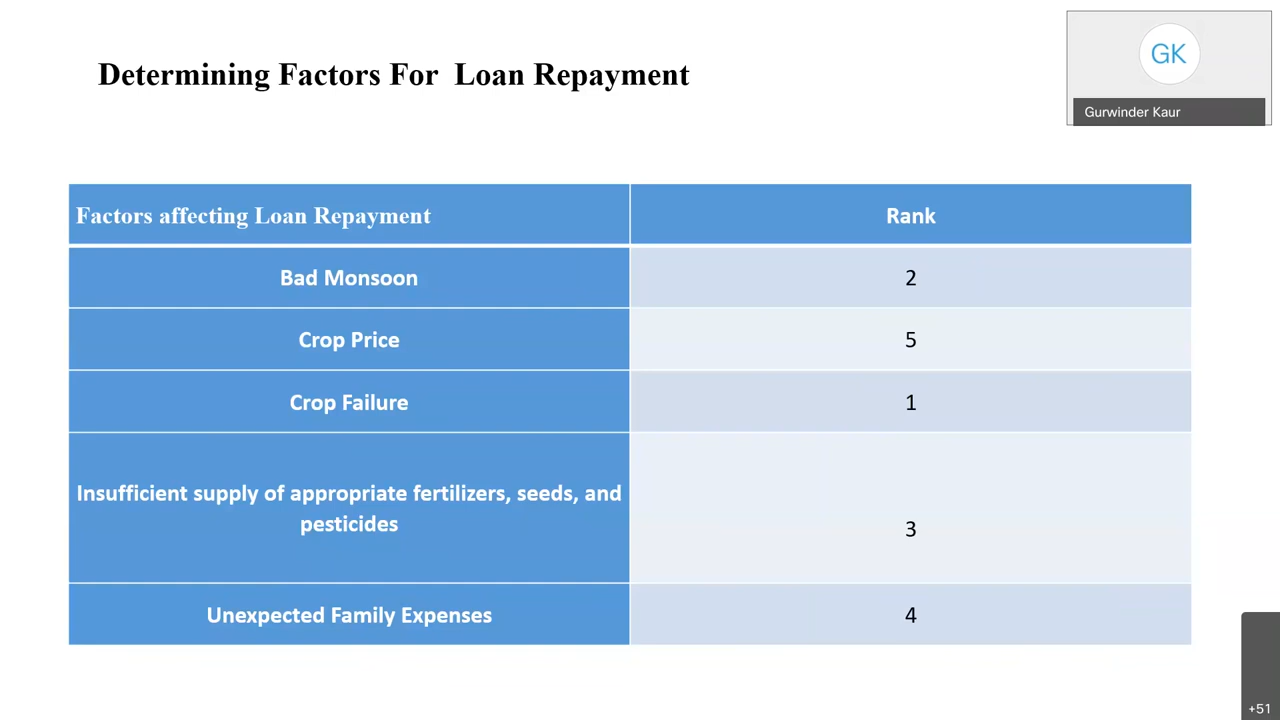 Determining Factors For Loan Repayment
GK
Gurwinder Kaur
Factors affecting Loan Repayment
Rank
Bad Monsoon
2
Crop Price
5
Crop Failure
1
Insufficient supply of appropriate fertilizers, seeds, and
pesticides
3
Unexpected Family Expenses
4
+51